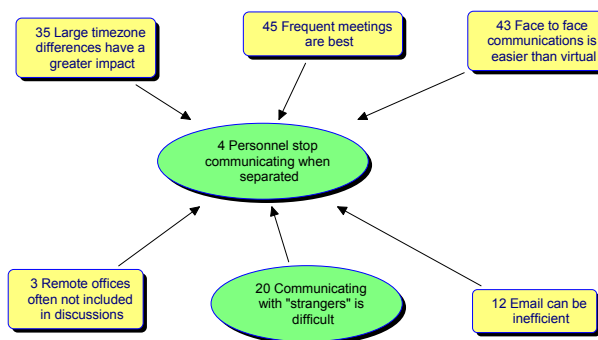 35 Large timezone
differences have a
greater impact
45 Frequent meetings
are best
43 Face to face
communications is
easier than virtual
4 Personnel stop
communicating when
separated
3 Remote offices
often not included
in discussions
20 Communicating
with "strangers" is
difficult
12 Email can be
inefficient